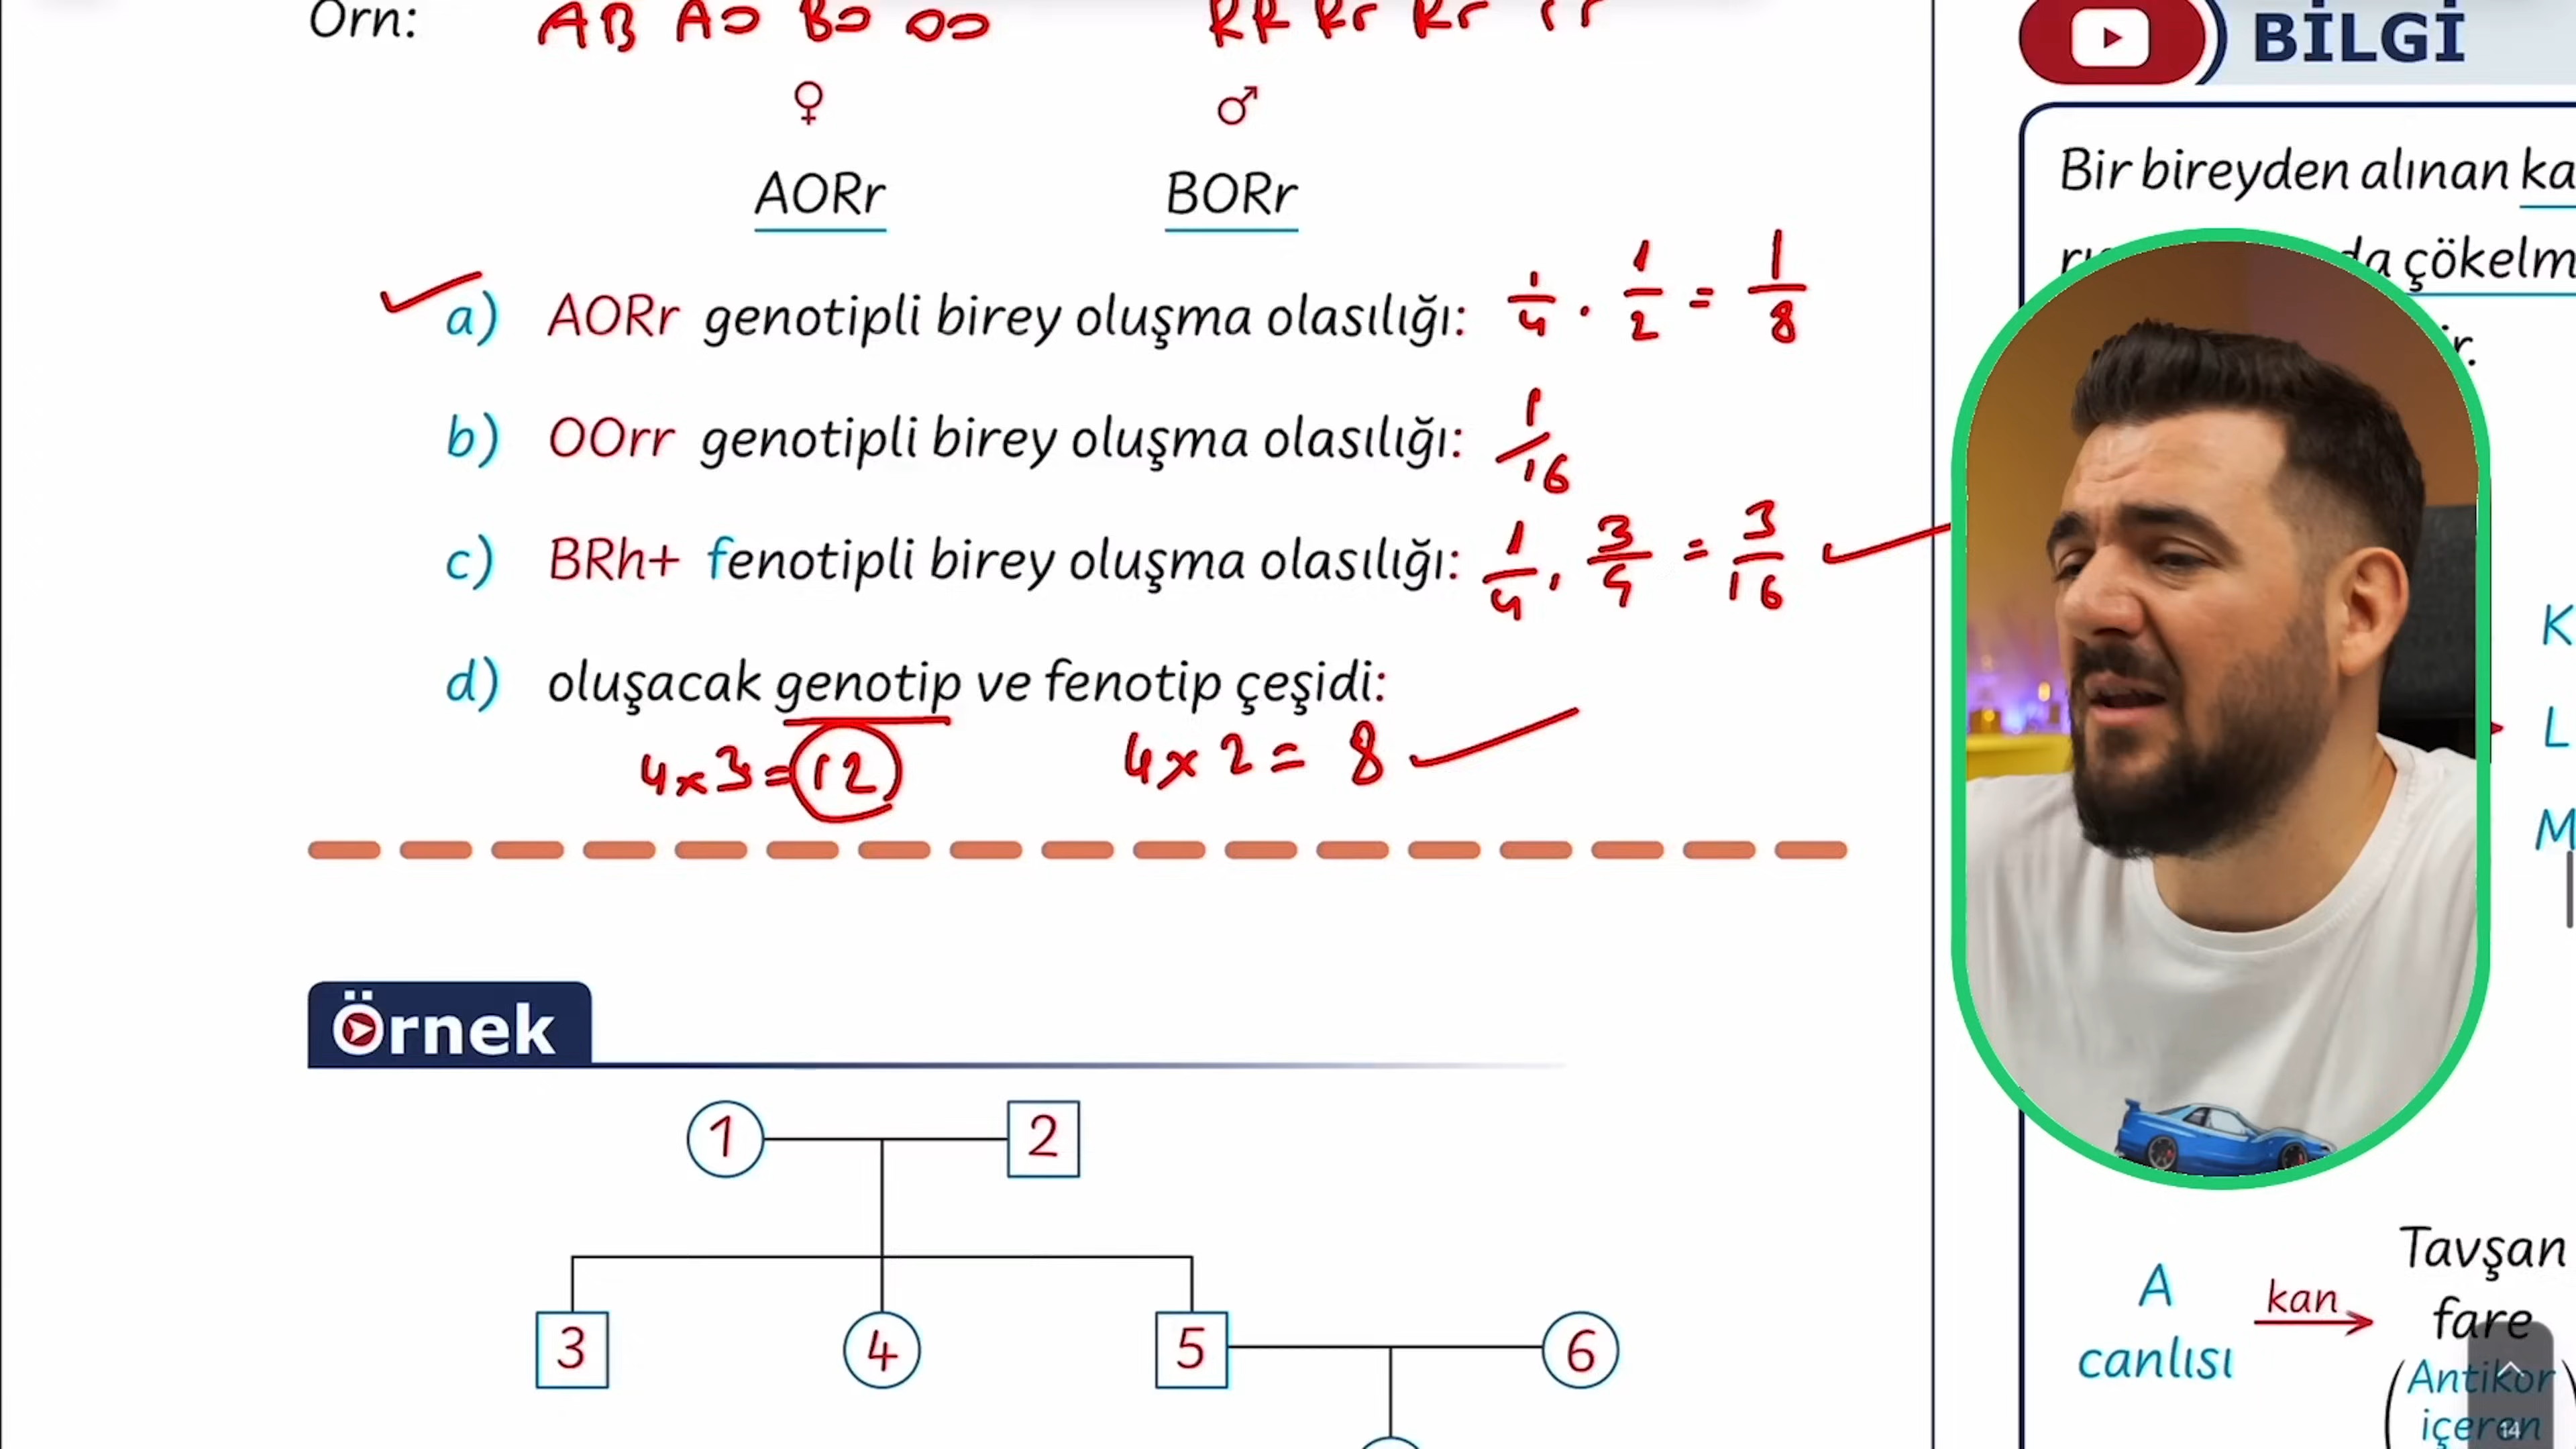 Örn: AB AO BO OO RR Rr Rr rr
♀ ♂
AORr BORr
a) AORr genotipli birey oluşma olasılığı: 1/4 . 1/2 = 1/8
b) OOrr genotipli birey oluşma olasılığı: 1/16
c) BRh+ fenotipli birey oluşma olasılığı: 1/4 . 3/4 = 3/16
d) oluşacak genotip ve fenotip çeşidi:
4x3=12 4x2=8
Örnek
1 2
3 4 5 6
BİLGİ
Bir bireyden alınan
çökelm
r.
K
L
M
A
canlısı
kan
Tavşan
fare
(Antikor
içeren
14